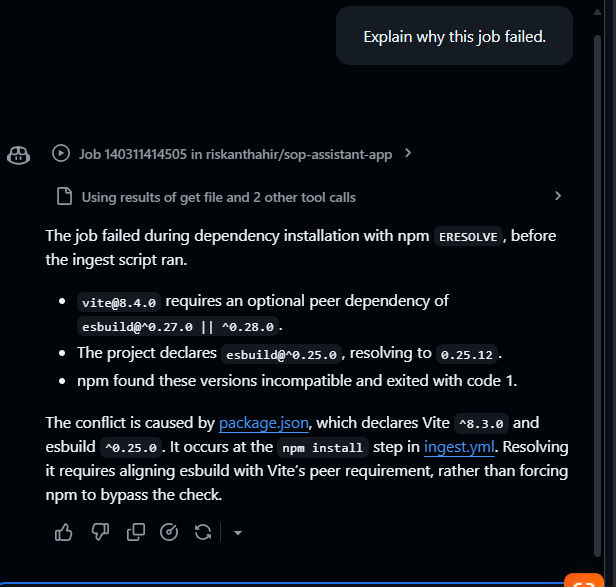 Explain why this job failed.
Job 140311414505 in riskanthahir/sop-assistant-app
Using results of get file and 2 other tool calls
The job failed during dependency installation with npm ERESOLVE, before
the ingest script ran.
• vite@8.4.0 requires an optional peer dependency of
esbuild@^0.27.0 || ^0.28.0.
• The project declares esbuild@^0.25.0, resolving to 0.25.12.
• npm found these versions incompatible and exited with code 1.
The conflict is caused by package.json, which declares Vite ^8.3.0 and
esbuild ^0.25.0. It occurs at the npm install step in ingest.yml. Resolving
it requires aligning esbuild with Vite’s peer requirement, rather than forcing
npm to bypass the check.